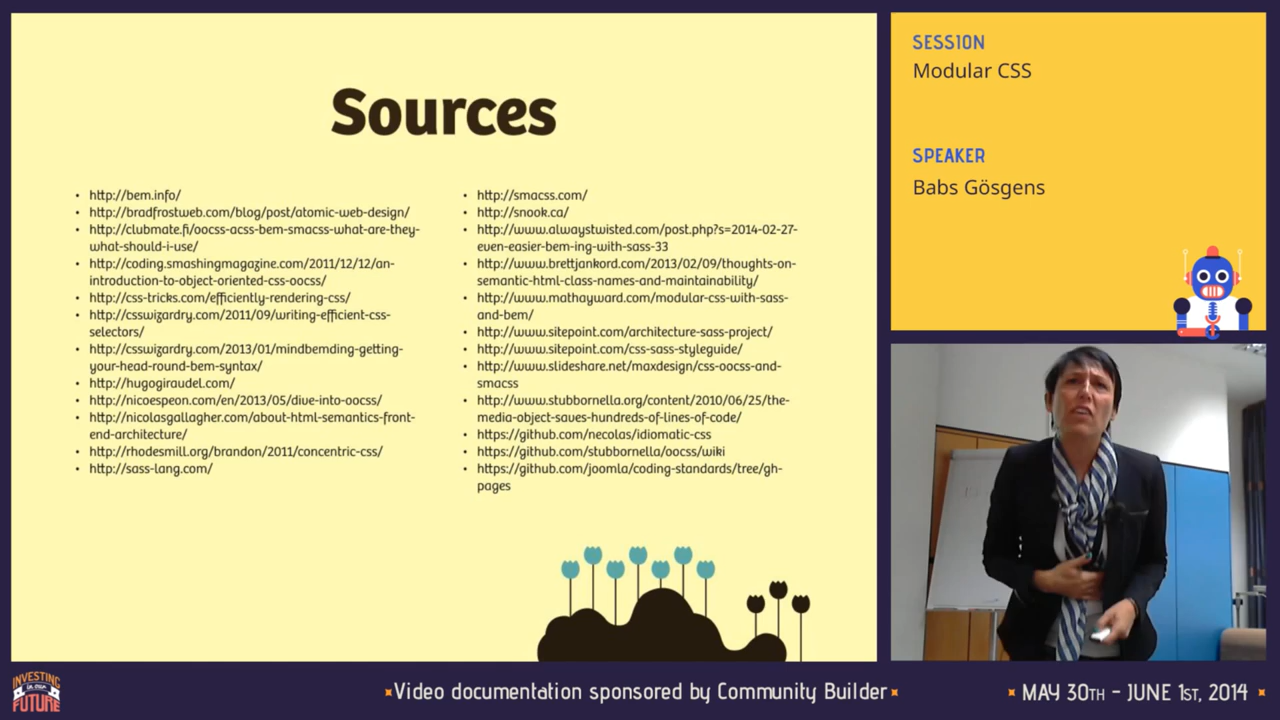 Sources
• http://bem.info/
• http://bradfrostweb.com/blog/post/atomic-web-design/
• http://clubmate.fi/oocss-acss-bem-smacss-what-are-they-
what-should-i-use/
• http://coding.smashingmagazine.com/2011/12/12/an-
introduction-to-object-oriented-css-oocss/
• http://css-tricks.com/efficiently-rendering-css/
• http://csswizardry.com/2011/09/writing-efficient-css-
selectors/
• http://csswizardry.com/2013/01/mindbemding-getting-
your-head-round-bem-syntax/
• http://hugogiraudel.com/
• http://nicoespeon.com/en/2013/05/dive-into-oocss/
• http://nicolasgallagher.com/about-html-semantics-front-
end-architecture/
• http://rhodesmill.org/brandon/2011/concentric-css/
• http://sass-lang.com/
• http://smacss.com/
• http://snook.ca/
• http://www.alwaystwisted.com/post.php?s=2014-02-27-
even-easier-bem-ing-with-sass-33
• http://www.brettjankord.com/2013/02/09/thoughts-on-
semantic-html-class-names-and-maintainability/
• http://www.mathayward.com/modular-css-with-sass-
and-bem/
• http://www.sitepoint.com/architecture-sass-project/
• http://www.sitepoint.com/css-sass-styleguide/
• http://www.slideshare.net/maxdesign/css-oocss-and-
smacss
• http://www.stubbornella.org/content/2010/06/25/the-
media-object-saves-hundreds-of-lines-of-code/
• https://github.com/necolas/idiomatic-css
• https://github.com/stubbornella/oocss/wiki
• https://github.com/joomla/coding-standards/tree/gh-
pages
SESSION
Modular CSS
SPEAKER
Babs Gösgens
INVESTING
IN OUR
FUTURE
Video documentation sponsored by Community Builder
MAY 30TH - JUNE 1ST, 2014